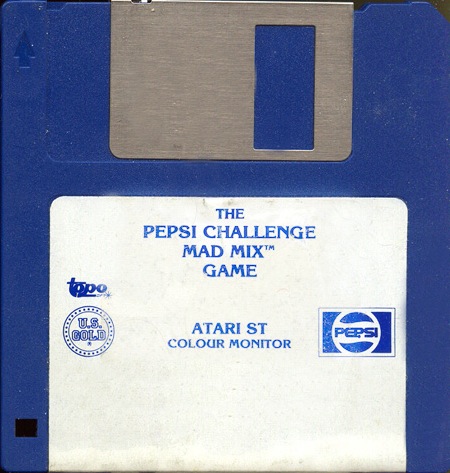 THE
PEPSI CHALLENGE
MAD MIX™
GAME
topo
U.S.
GOLD
®
ATARI ST
COLOUR MONITOR
PEPSI